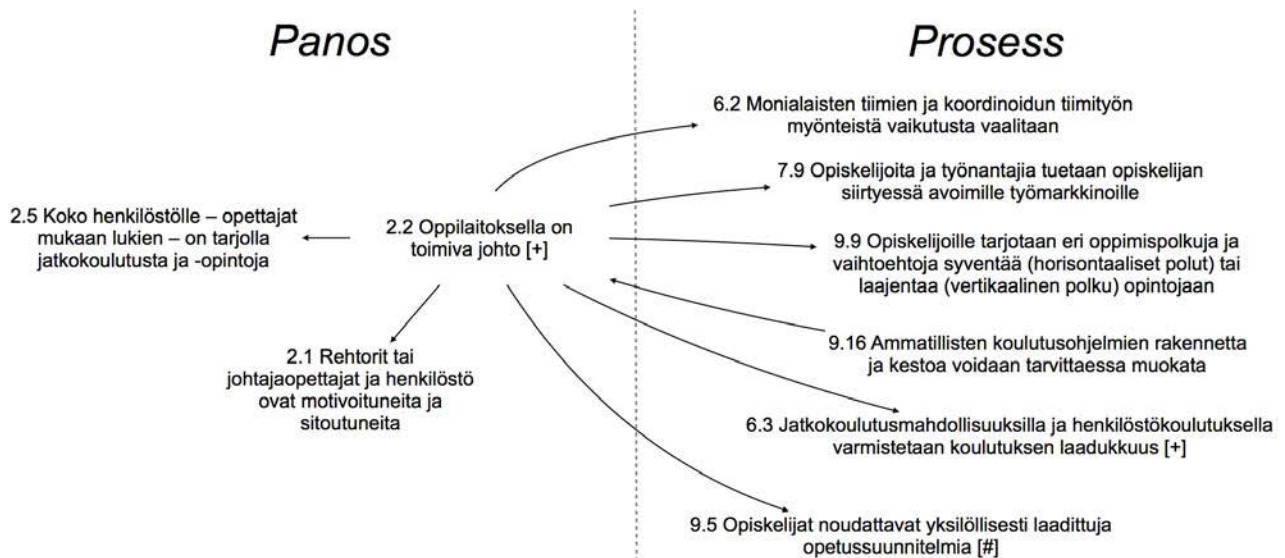 Panos
Prosess
6.2 Monialaisten tiimien ja koordinoidun tiimityön
myönteistä vaikutusta vaalitaan
7.9 Opiskelijoita ja työnantajia tuetaan opiskelijan
siirtyessä avoimille työmarkkinoille
2.5 Koko henkilöstölle – opettajat
mukaan lukien – on tarjolla
jatkokoulutusta ja -opintoja
2.2 Oppilaitoksella on
toimiva johto [+]
9.9 Opiskelijoille tarjotaan eri oppimispolkuja ja
vaihtoehtoja syventää (horisontaaliset polut) tai
laajentaa (vertikaalinen polku) opintojaan
2.1 Rehtorit tai
johtajaopettajat ja henkilöstö
ovat motivoituneita ja
sitoutuneita
9.16 Ammatillisten koulutusohjelmien rakennetta
ja kestoa voidaan tarvittaessa muokata
6.3 Jatkokoulutusmahdollisuuksilla ja henkilöstökoulutuksella
varmistetaan koulutuksen laadukkuus [+]
9.5 Opiskelijat noudattavat yksilöllisesti laadittuja
opetussuunnitelmia [#]